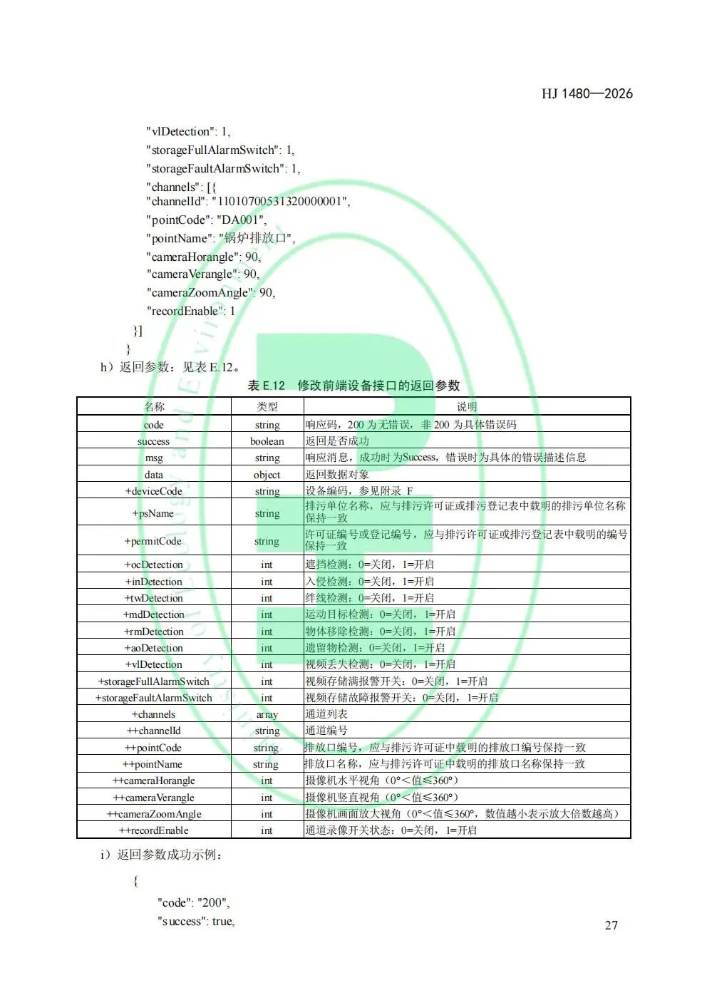 HJ 1480—2026
"vlDetection": 1,
"storageFullAlarmSwitch": 1,
"storageFaultAlarmSwitch": 1,
"channels": [{
"channelId": "11010700531320000001",
"pointCode": "DA001",
"pointName": "锅炉排放口",
"cameraHorangle": 90,
"cameraVerangle": 90,
"cameraZoomAngle": 90,
"recordEnable": 1
}]
}
h）返回参数：见表 E.12。
表 E.12 修改前端设备接口的返回参数
名称 类型 说明
code string 响应码，200 为无错误，非 200 为具体错误码
success boolean 返回是否成功
msg string 响应消息，成功时为Success，错误时为具体的错误描述信息
data object 返回数据对象
+deviceCode string 设备编码，参见附录 F
+psName string 排污单位名称，应与排污许可证或排污登记表中载明的排污单位名称
保持一致
+permitCode string 许可证编号或登记编号，应与排污许可证或排污登记表中载明的编号
保持一致
+ocDetection int 遮挡检测：0=关闭，1=开启
+inDetection int 入侵检测：0=关闭，1=开启
+twDetection int 绊线检测：0=关闭，1=开启
+mdDetection int 运动目标检测：0=关闭，1=开启
+rmDetection int 物体移除检测：0=关闭，1=开启
+aoDetection int 遗留物检测：0=关闭，1=开启
+vlDetection int 视频丢失检测：0=关闭，1=开启
+storageFullAlarmSwitch int 视频存储满报警开关：0=关闭，1=开启
+storageFaultAlarmSwitch int 视频存储故障报警开关：0=关闭，1=开启
+channels array 通道列表
++channelId string 通道编号
++pointCode string 排放口编号，应与排污许可证中载明的排放口编号保持一致
++pointName string 排放口名称，应与排污许可证中载明的排放口名称保持一致
++cameraHorangle int 摄像机水平视角（0°＜值≤360°）
++cameraVerangle int 摄像机竖直视角（0°＜值≤360°）
++cameraZoomAngle int 摄像机画面放大视角（0°＜值≤360°，数值越小表示放大倍数越高）
++recordEnable int 通道录像开关状态：0=关闭，1=开启
i）返回参数成功示例：
{
"code": "200",
"success": true,
27
Ministry of Ecology and Environment